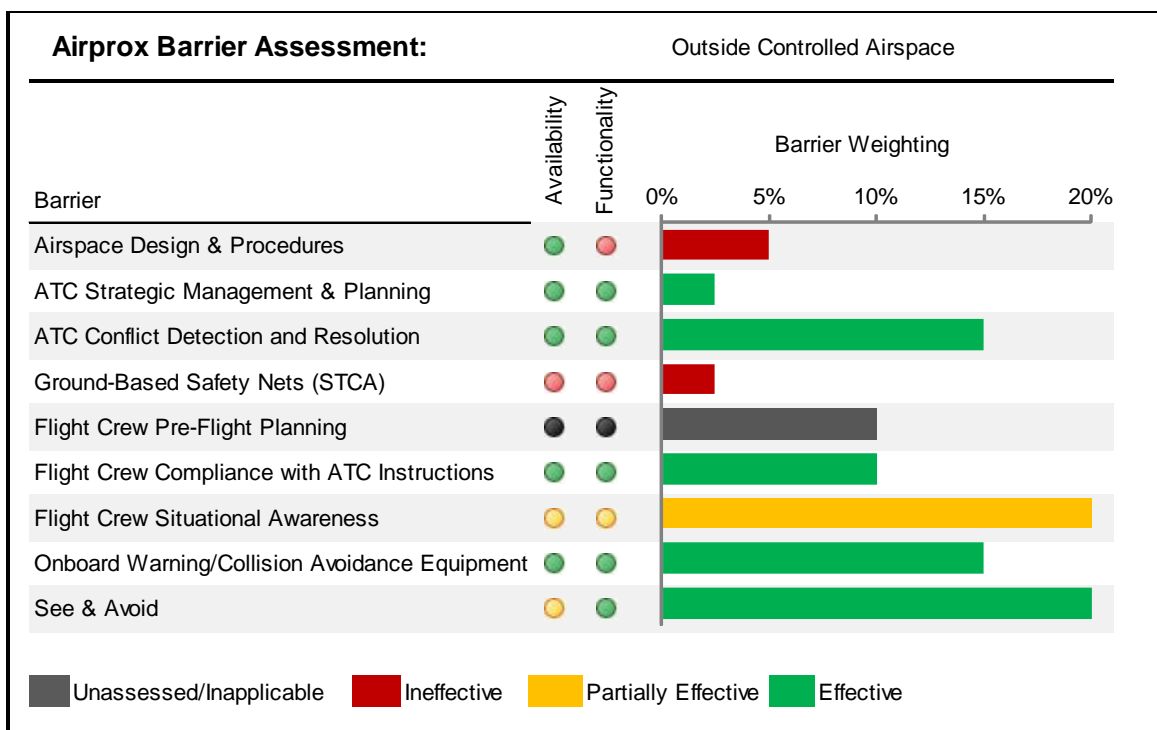 Airprox Barrier Assessment: Outside Controlled Airspace
Availability
Functionality
Barrier Weighting
Barrier 0% 5% 10% 15% 20%
Airspace Design & Procedures
ATC Strategic Management & Planning
ATC Conflict Detection and Resolution
Ground-Based Safety Nets (STCA)
Flight Crew Pre-Flight Planning
Flight Crew Compliance with ATC Instructions
Flight Crew Situational Awareness
Onboard Warning/Collision Avoidance Equipment
See & Avoid
Unassessed/Inapplicable Ineffective Partially Effective Effective